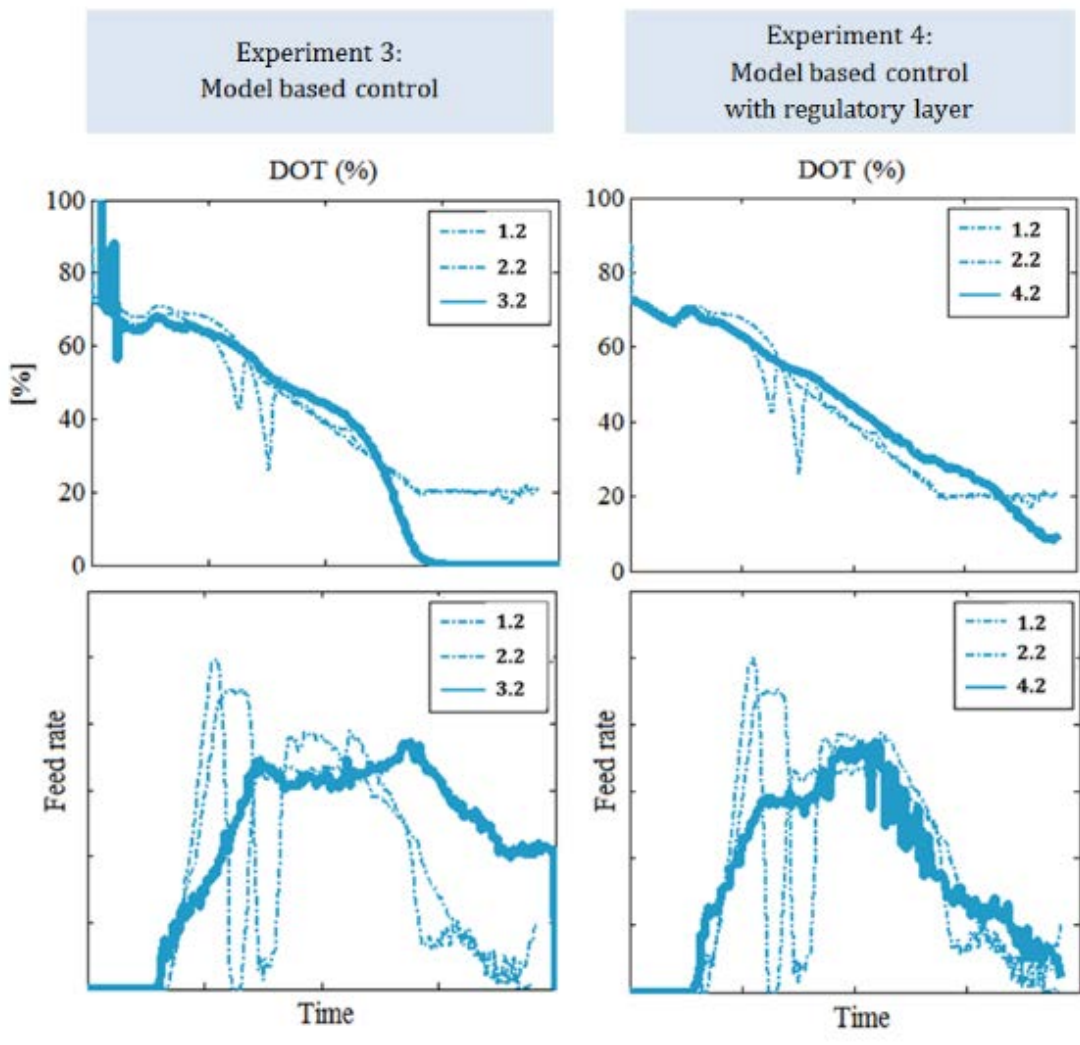 Experiment 3:
Model based control
Experiment 4:
Model based control
with regulatory layer
DOT (%)
100
80
60
40
20
0
[%]
1.2
2.2
3.2
DOT (%)
100
80
60
40
20
0
1.2
2.2
4.2
Feed rate
1.2
2.2
3.2
Time
Feed rate
1.2
2.2
4.2
Time